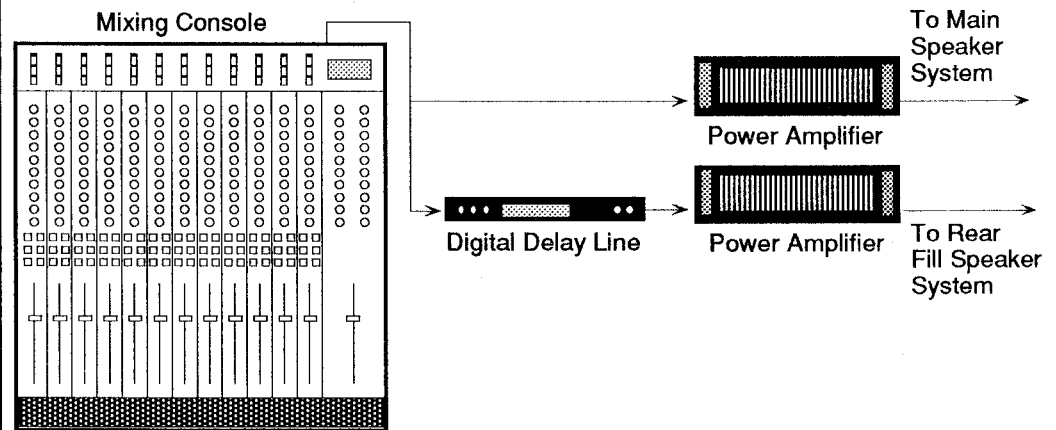 Mixing Console
To Main
Speaker
System
Power Amplifier
Digital Delay Line
Power Amplifier
To Rear
Fill Speaker
System